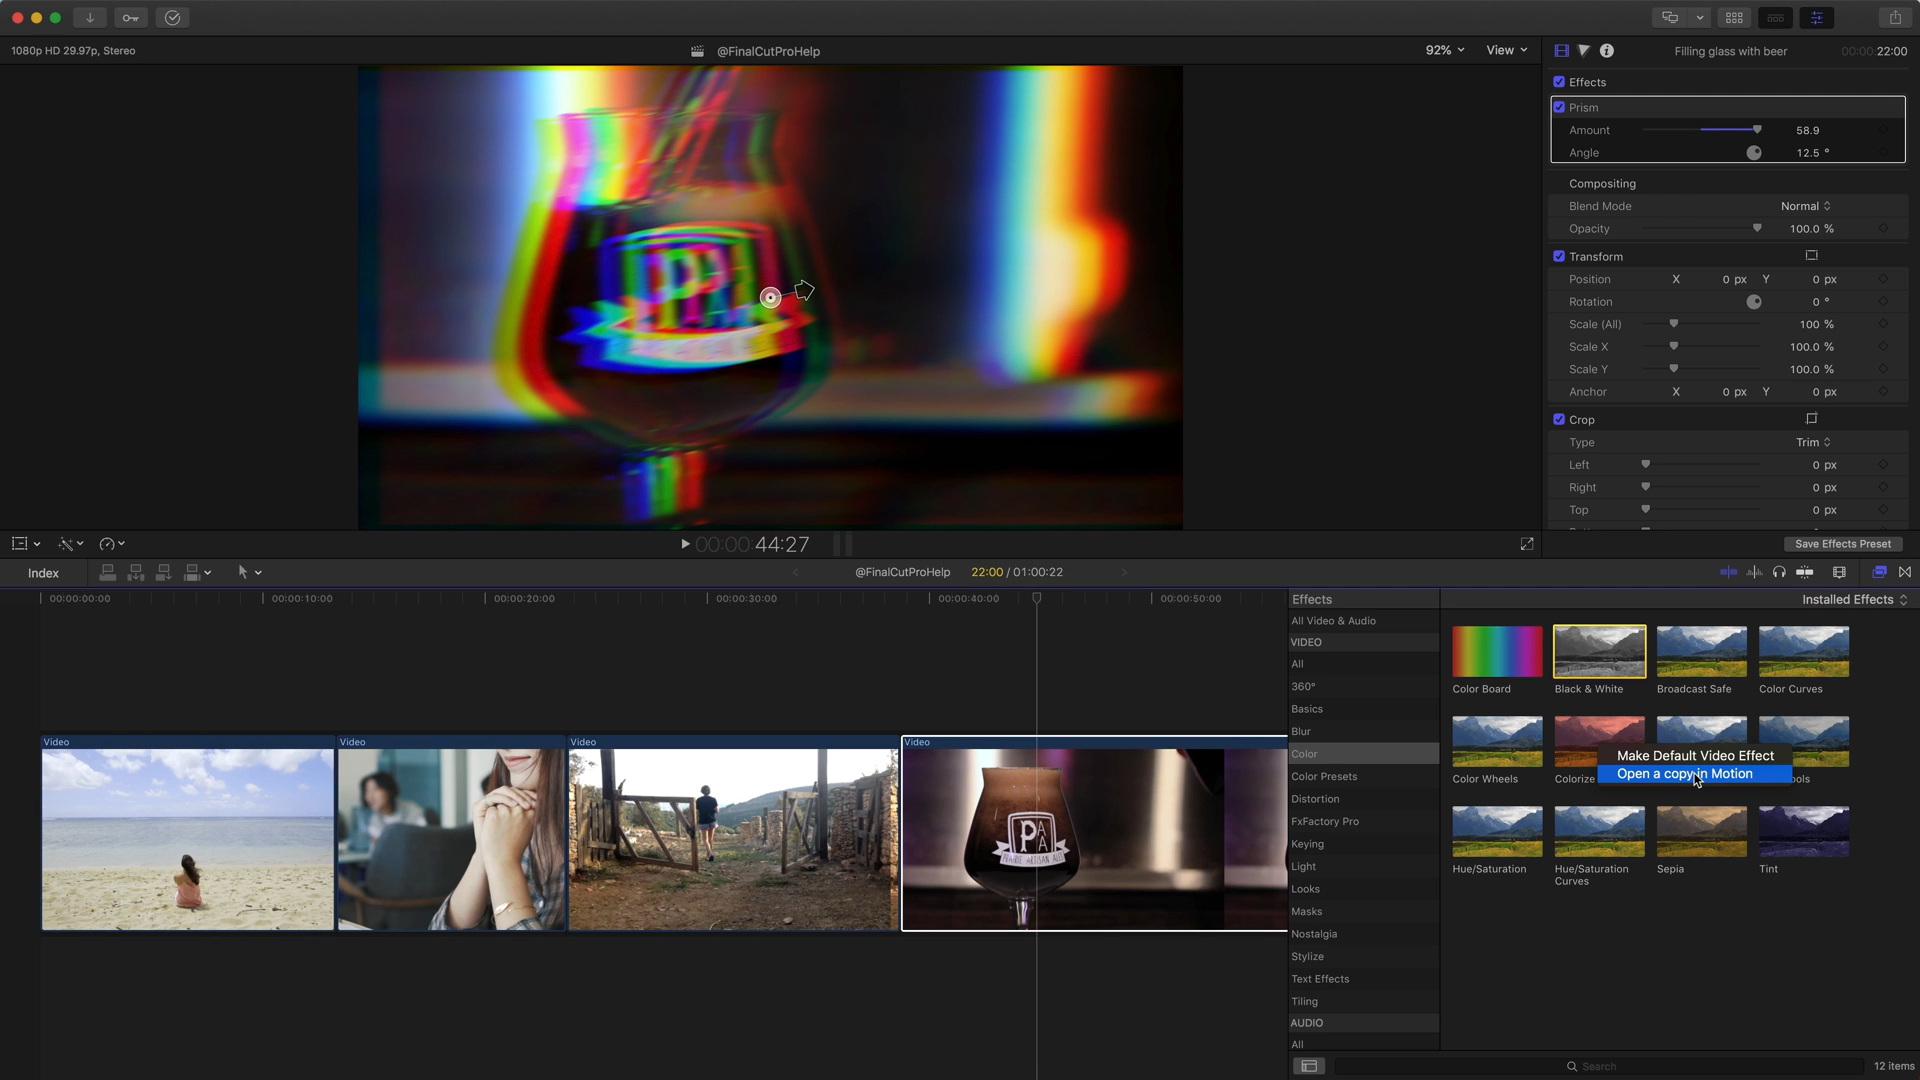 1080p HD 29.97p, Stereo
@FinalCutProHelp
92%
View
Filling glass with beer
00:00:22:00
Effects
Prism
Amount 58.9
Angle 12.5 °
Compositing
Blend Mode Normal
Opacity 100.0 %
Transform
Position X 0 px Y 0 px
Rotation 0 °
Scale (All) 100 %
Scale X 100.0 %
Scale Y 100.0 %
Anchor X 0 px Y 0 px
Crop
Type Trim
Left 0 px
Right 0 px
Top 0 px
Save Effects Preset
00:00:44:27
Index
@FinalCutProHelp 22:00 / 01:00:22
00:00:00:00
00:00:10:00
00:00:20:00
00:00:30:00
00:00:40:00
00:00:50:00
Video
Video
Video
Video
PAAA
PRAIRIE ARTISAN ALES
Effects
Installed Effects
All Video & Audio
VIDEO
All
360°
Basics
Blur
Color
Color Presets
Distortion
FxFactory Pro
Keying
Light
Looks
Masks
Nostalgia
Stylize
Text Effects
Tiling
AUDIO
All
Color Board
Black & White
Broadcast Safe
Color Curves
Color Wheels
Colorize
Make Default Video Effect
Open a copy in Motion
Hue/Saturation
Hue/Saturation Curves
Sepia
Tint
Search
12 items